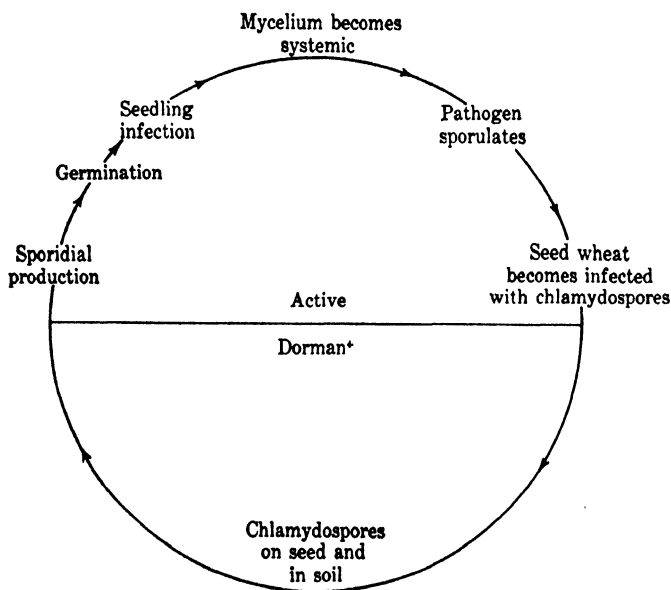 Mycelium becomes
systemic
Seedling
infection
Pathogen
sporulates
Germination
Sporidial
production
Seed wheat
becomes infected
with chlamydospores
Active
Dorman+
Chlamydospores
on seed and
in soil